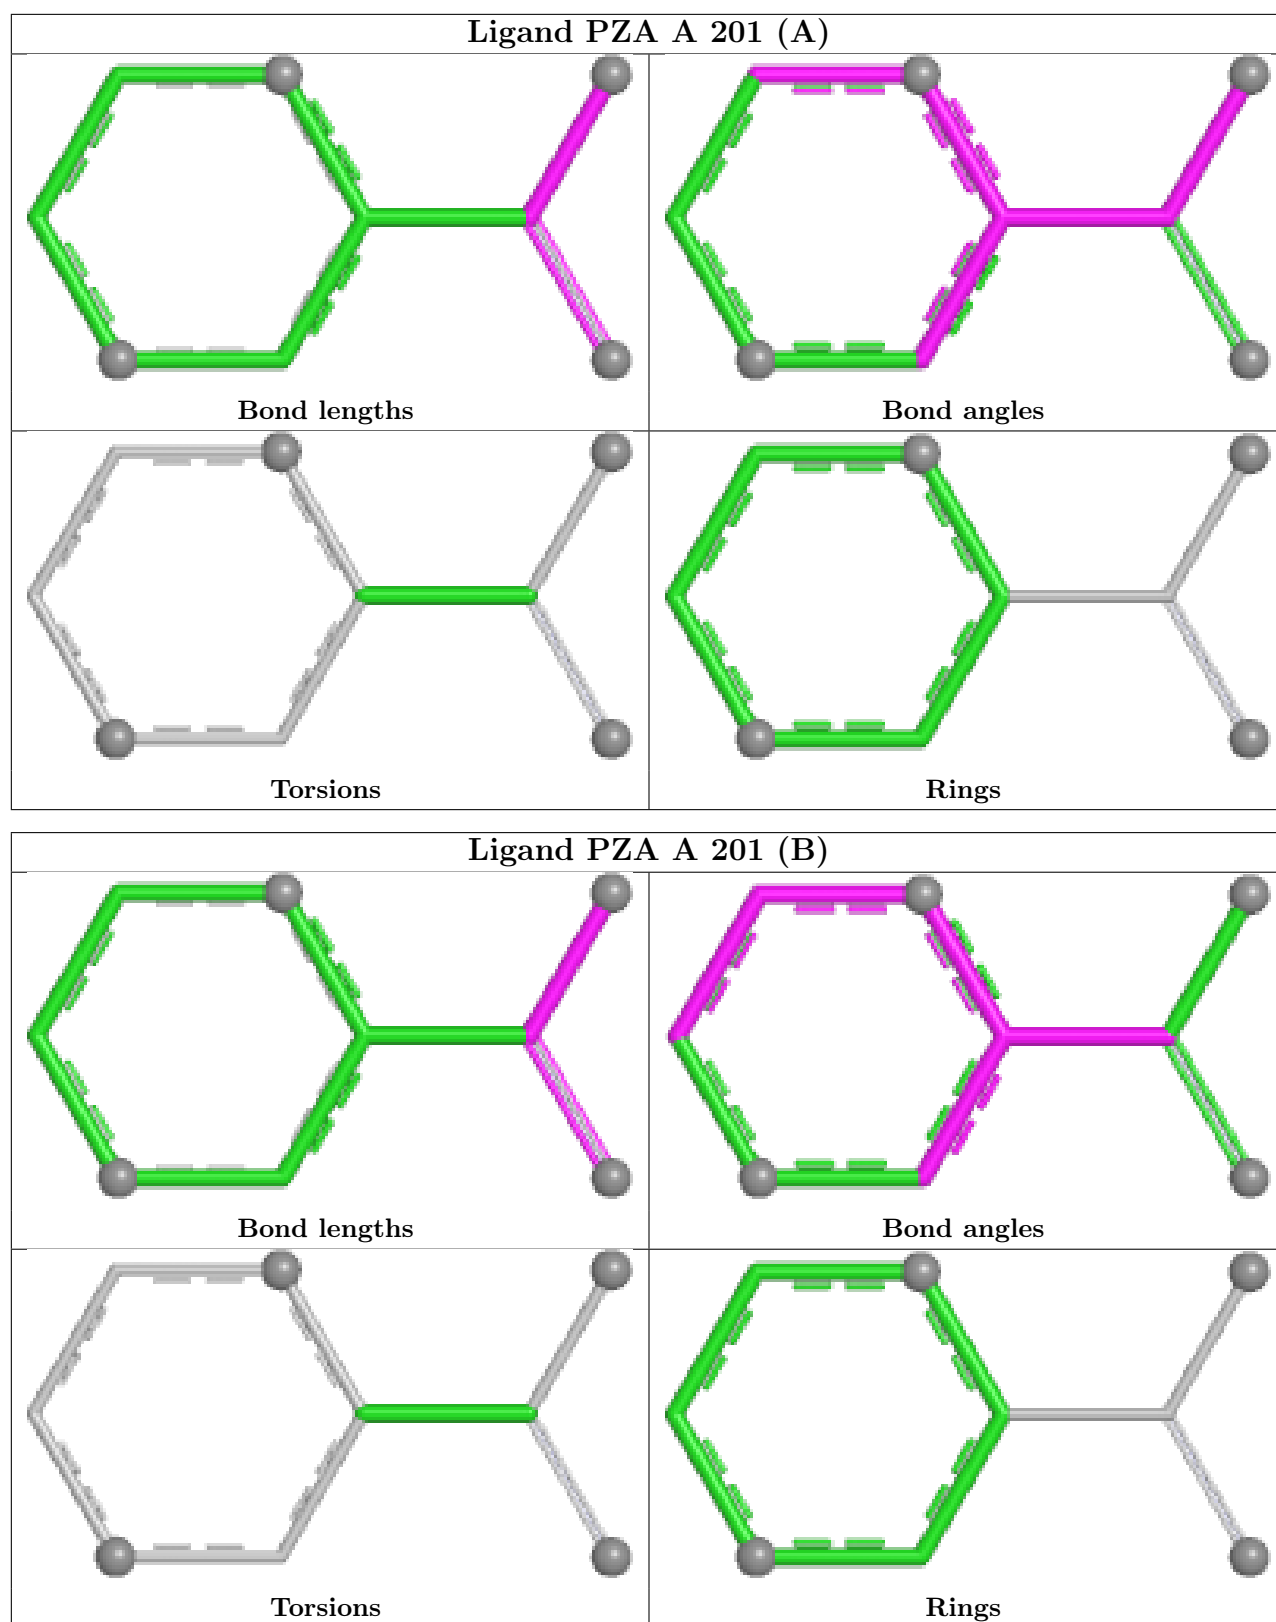 Ligand PZA A 201 (A)
Bond lengths
Bond angles
Torsions
Rings
Ligand PZA A 201 (B)
Bond lengths
Bond angles
Torsions
Rings